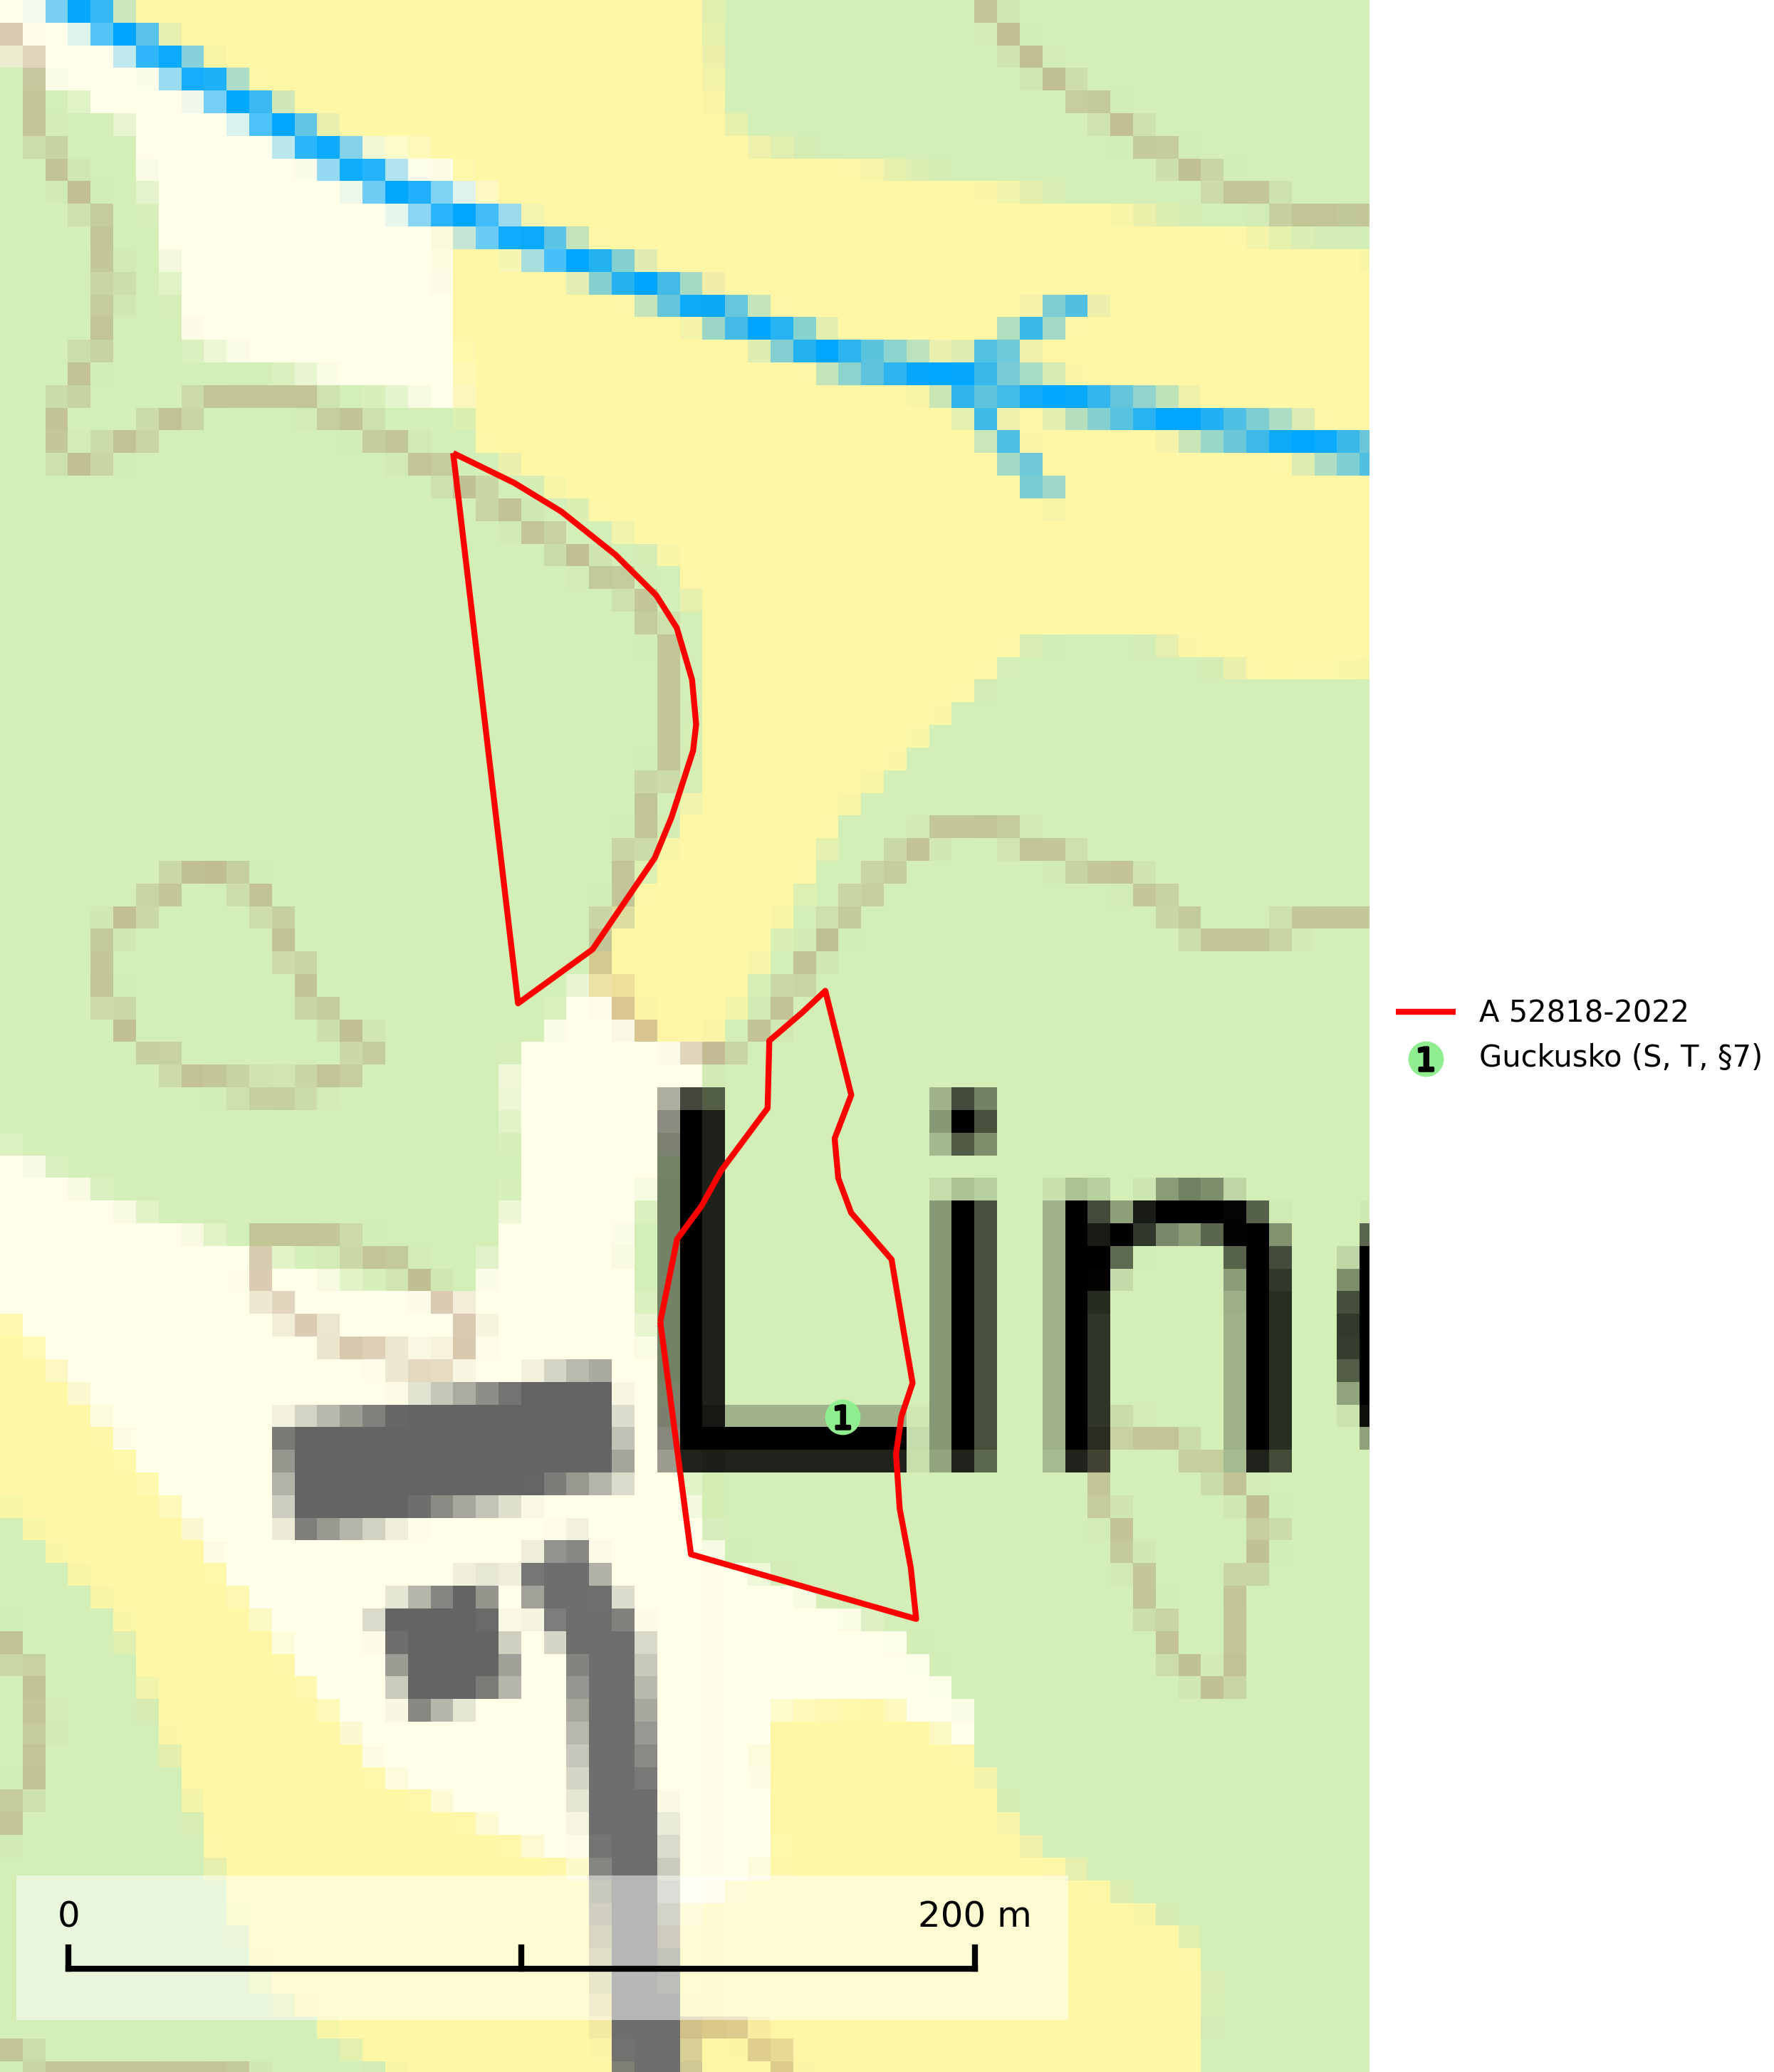 A 52818-2022
1 Guckusko (S, T, §7)
Lin
1
0 200 m